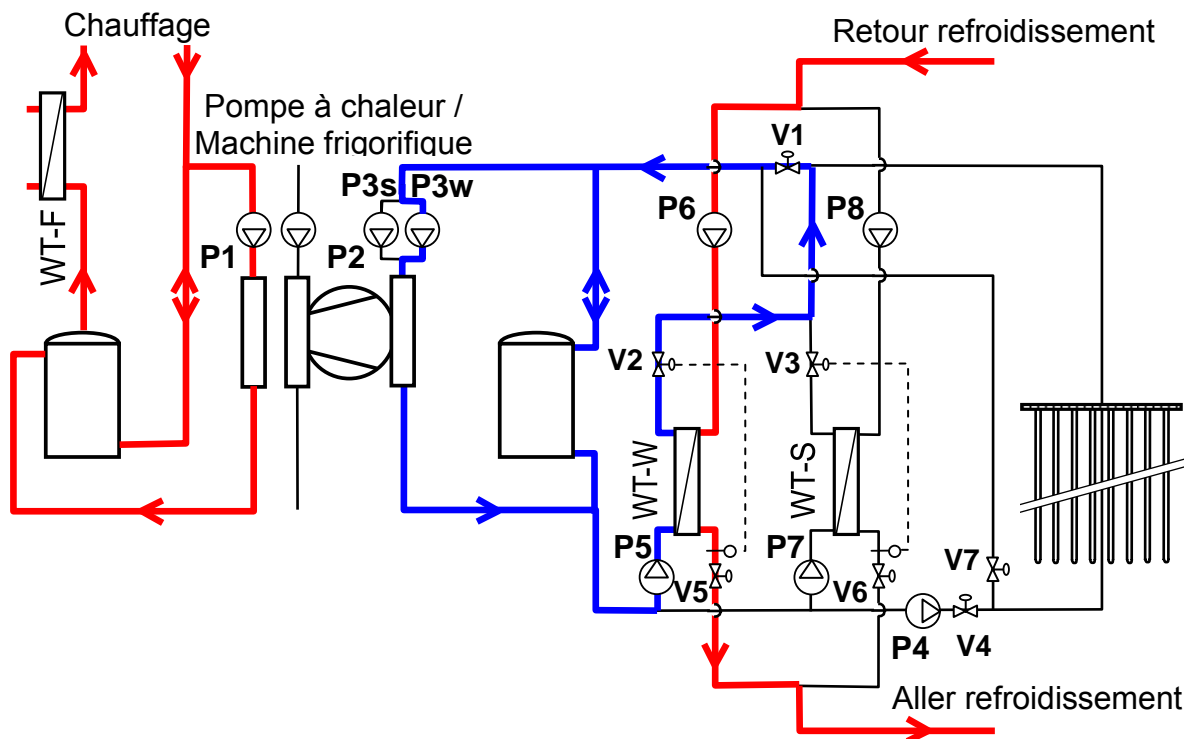 Chauffage
Retour refroidissement
Pompe à chaleur /
Machine frigorifique
V1
P3s
P3w
P6
P8
WT-F
P1
P2
V2
V3
WT-W
WT-S
P5
P7
V7
V5
V6
P4
V4
Aller refroidissement